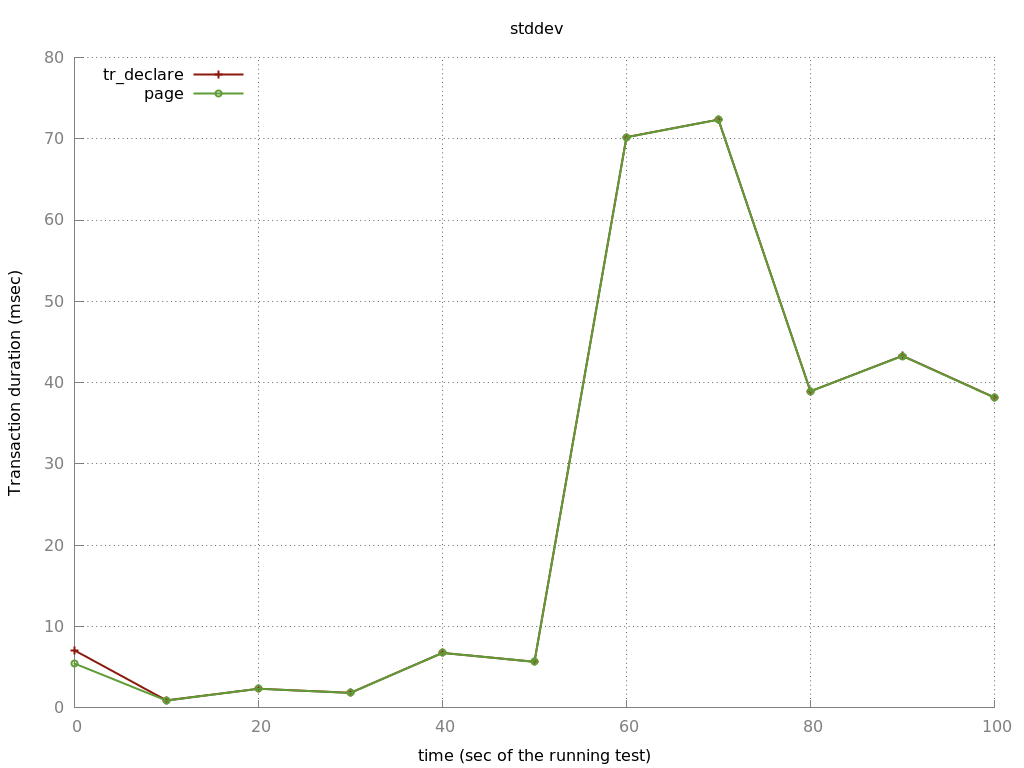 stddev
80
70
60
50
40
30
20
10
0
tr_declare
page
Transaction duration (msec)
0 20 40 60 80 100
time (sec of the running test)